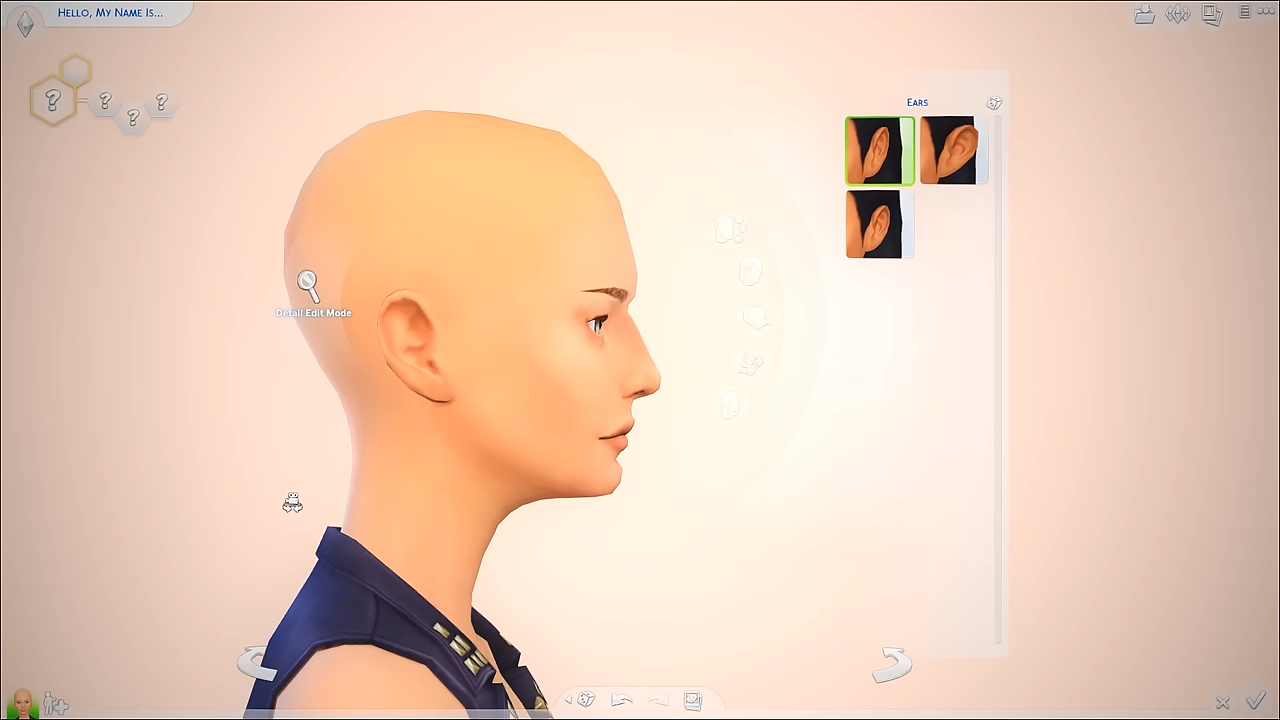 Hello, My Name Is...
? ? ? ?
Ears
Detail Edit Mode